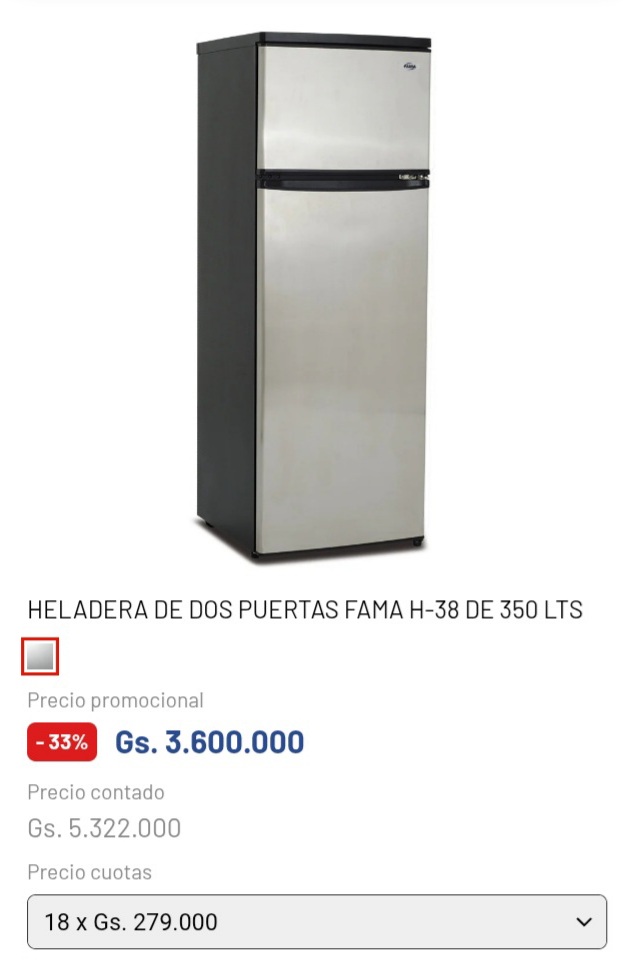 HELADERA DE DOS PUERTAS FAMA H-38 DE 350 LTS
Precio promocional
- 33% Gs. 3.600.000
Precio contado
Gs. 5.322.000
Precio cuotas
18 x Gs. 279.000